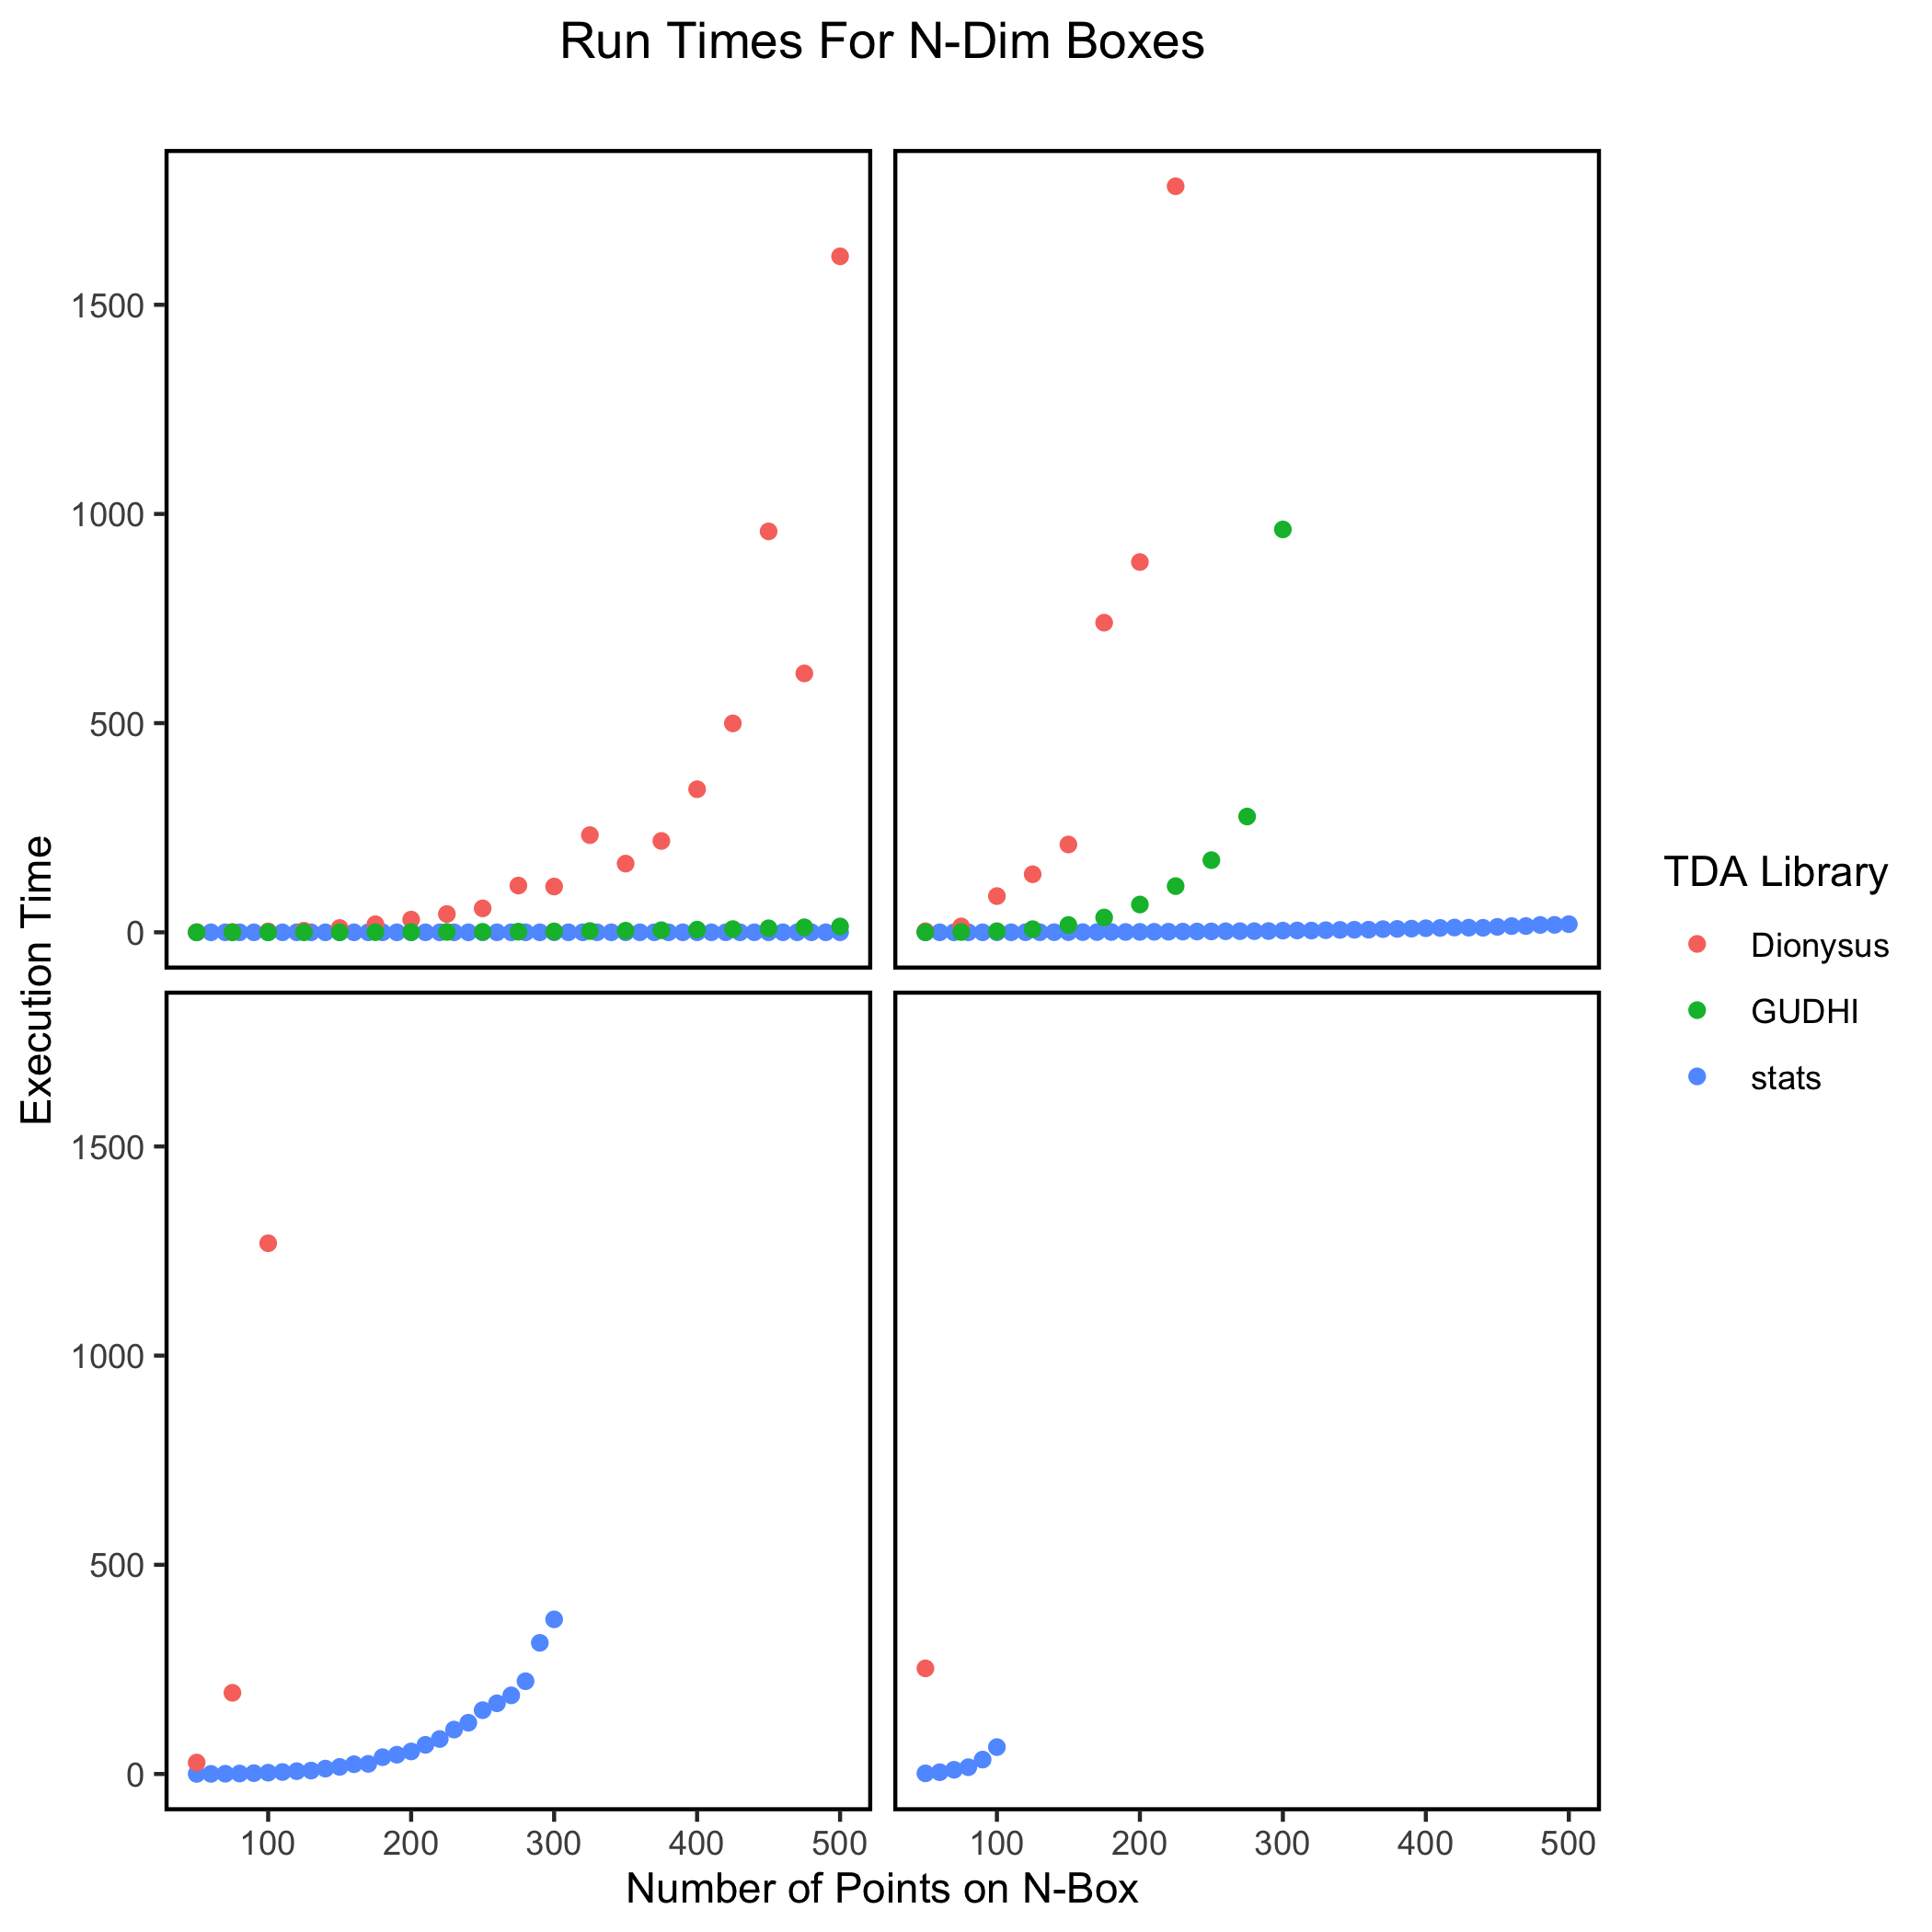 Run Times For N-Dim Boxes
Execution Time
1500
1000
500
0
1500
1000
500
0
100 200 300 400 500
100 200 300 400 500
Number of Points on N-Box
TDA Library
Dionysus
GUDHI
stats